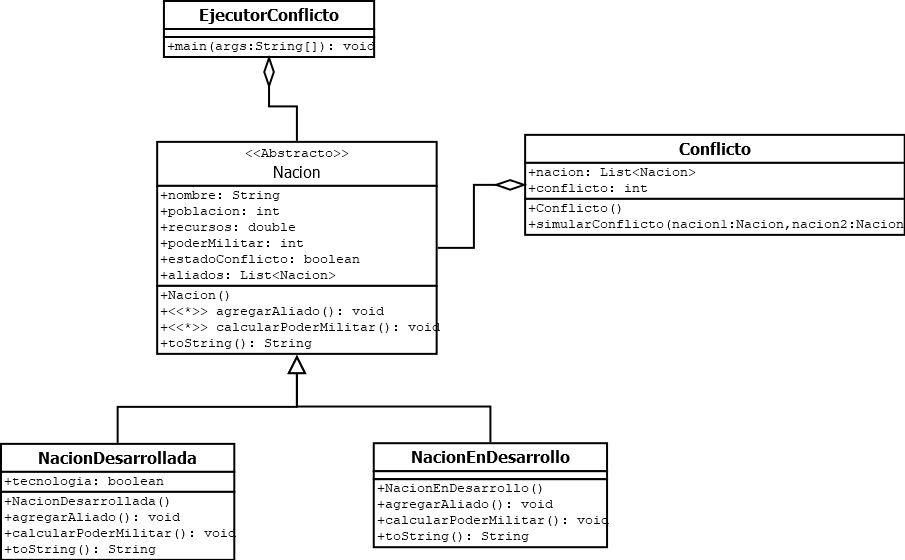 EjecutorConflicto
+main(args:String[]): void
<<Abstracto>>
Nacion
+nombre: String
+poblacion: int
+recursos: double
+poderMilitar: int
+estadoConflicto: boolean
+aliados: List<Nacion>
+Nacion()
+<<*>> agregarAliado(): void
+<<*>> calcularPoderMilitar(): void
+toString(): String
Conflicto
+nacion: List<Nacion>
+conflicto: int
+Conflicto()
+simularConflicto(nacion1:Nacion,nacion2:Nacion
NacionDesarrollada
+tecnologia: boolean
+NacionDesarrollada()
+agregarAliado(): void
+calcularPoderMilitar(): void
+toString(): String
NacionEnDesarrollo
+NacionEnDesarrollo()
+agregarAliado(): void
+calcularPoderMilitar(): void
+toString(): String